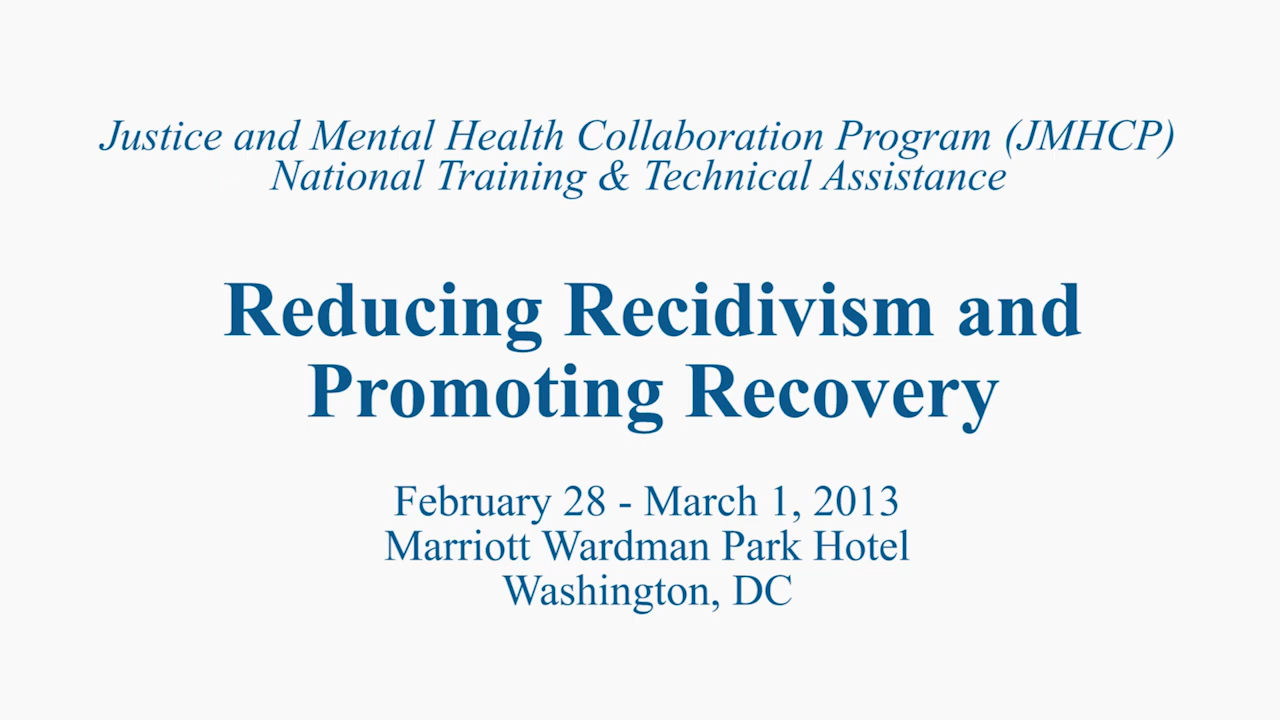 Justice and Mental Health Collaboration Program (JMHCP)
National Training & Technical Assistance
Reducing Recidivism and
Promoting Recovery
February 28 - March 1, 2013
Marriott Wardman Park Hotel
Washington, DC